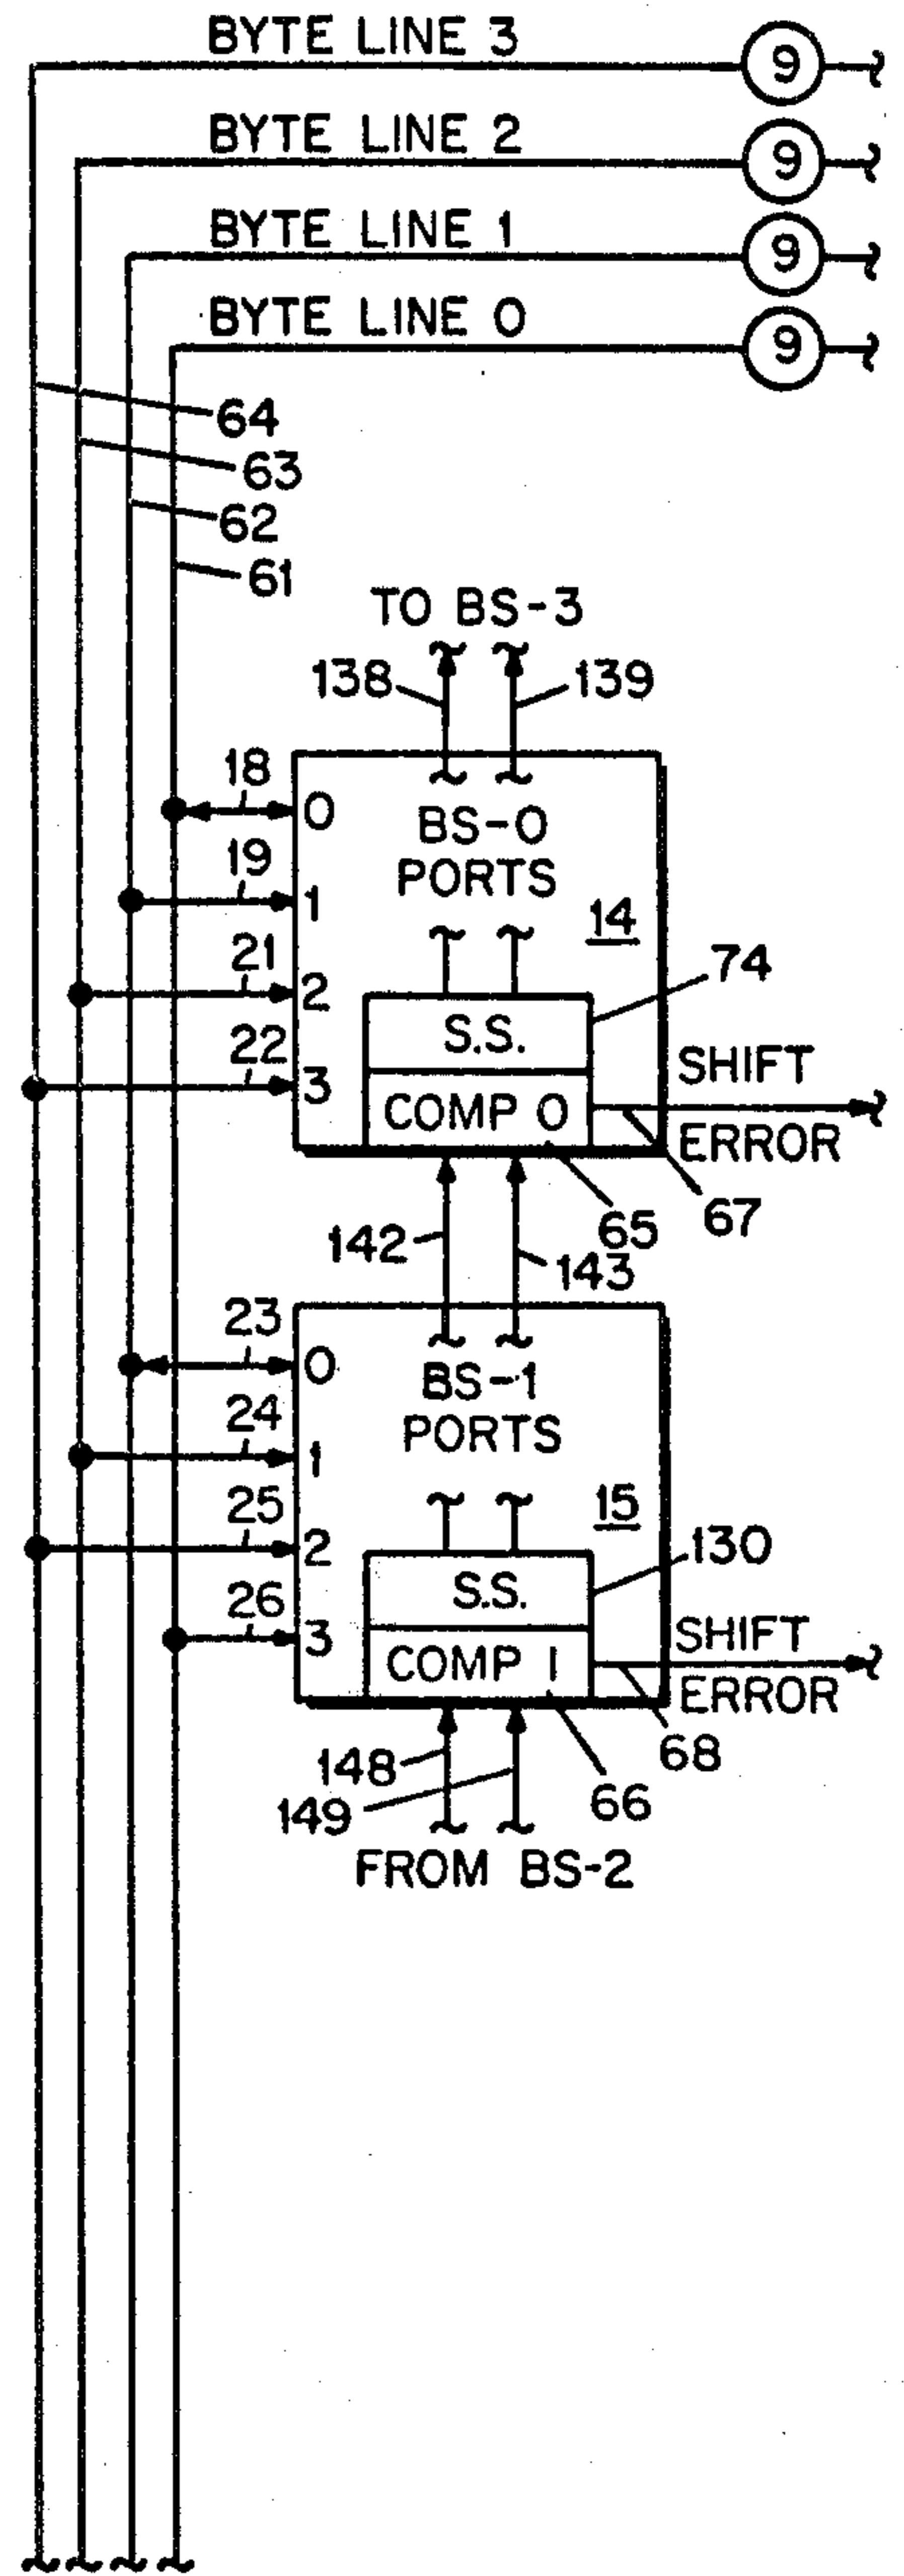 BYTE LINE 3
9
BYTE LINE 2
9
BYTE LINE 1
9
BYTE LINE 0
9
64
63
62
61
TO BS-3
138
139
18
0
BS-0
PORTS
19
1
14
21
2
74
S.S.
22
3
COMP 0
SHIFT
ERROR
65
67
142
143
23
0
BS-1
PORTS
24
1
15
25
2
130
S.S.
26
3
COMP 1
SHIFT
ERROR
68
148
149
66
FROM BS-2